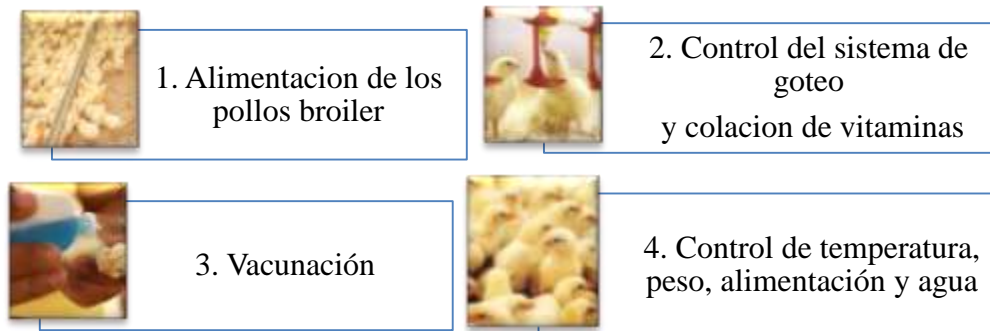 1. Alimentacion de los
pollos broiler
2. Control del sistema de
goteo
y colacion de vitaminas
3. Vacunación
4. Control de temperatura,
peso, alimentación y agua